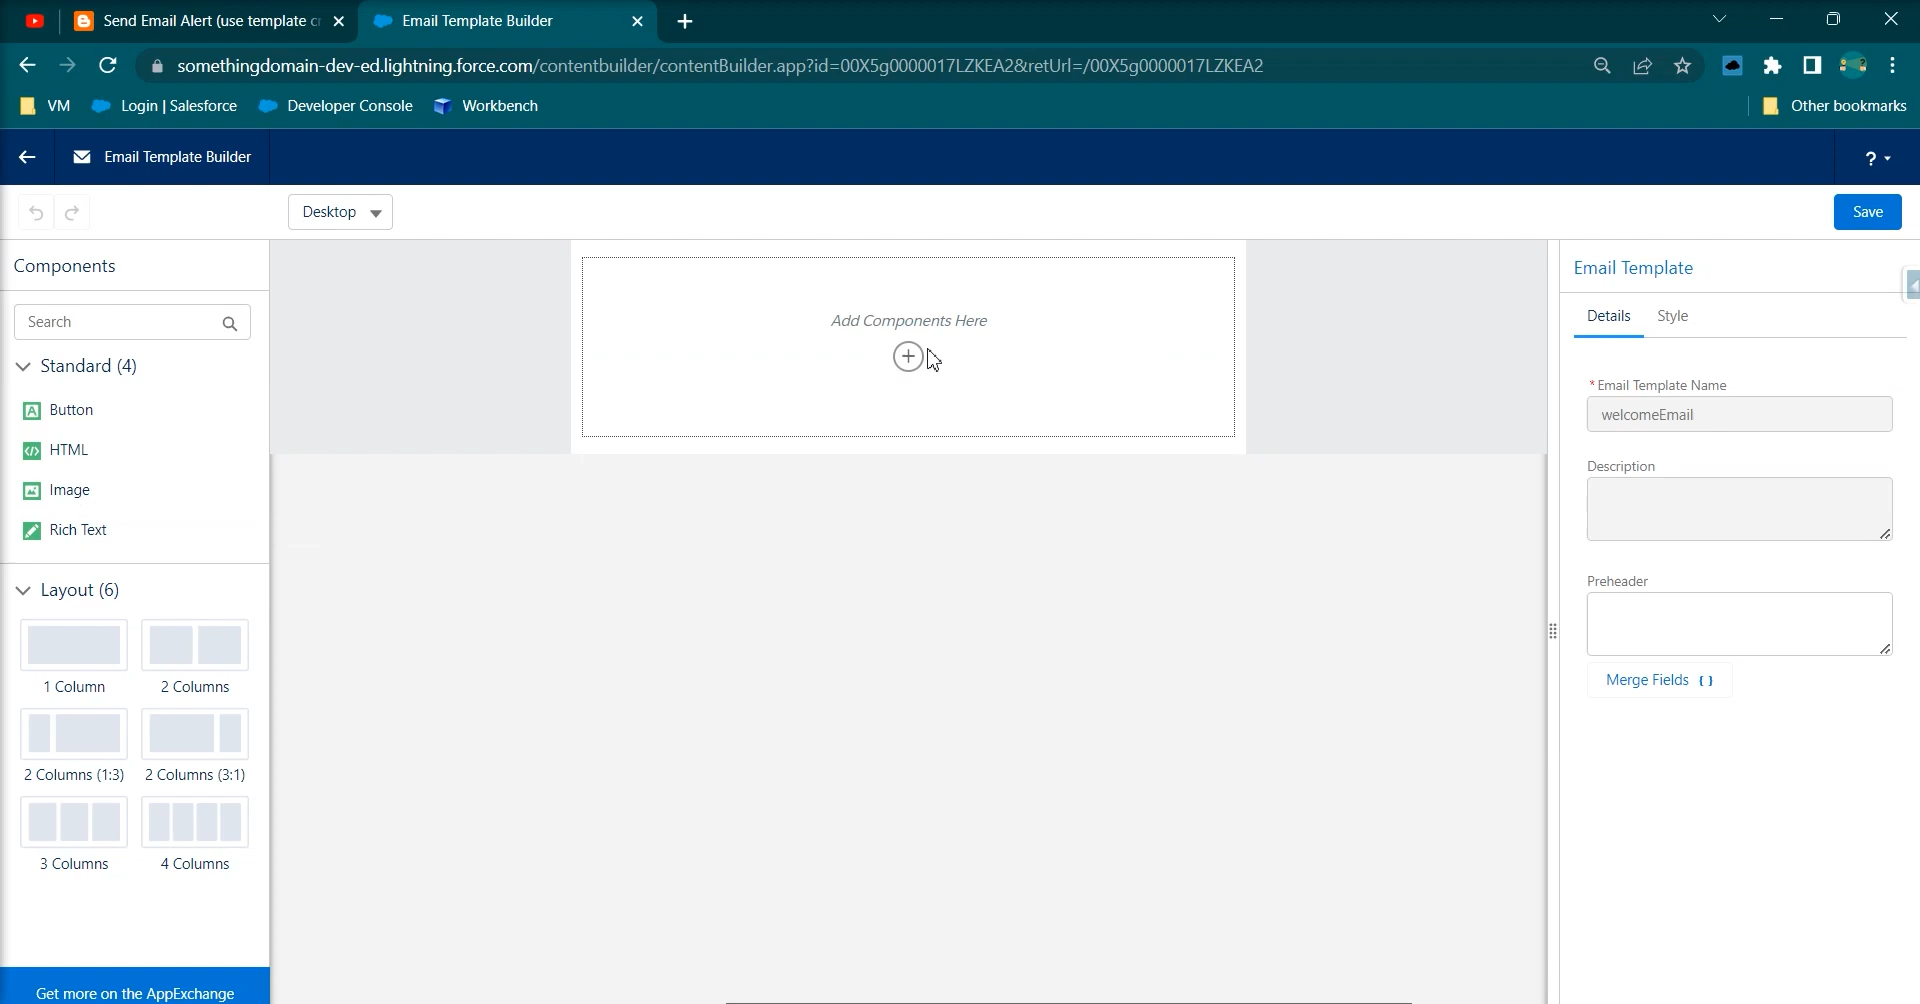 Send Email Alert (use template cr
Email Template Builder
somethingdomain-dev-ed.lightning.force.com/contentbuilder/contentBuilder.app?id=00X5g0000017LZKEA2&retUrl=/00X5g0000017LZKEA2
VM
Login | Salesforce
Developer Console
Workbench
Other bookmarks
Email Template Builder
?
Desktop
Save
Components
Search
Standard (4)
Button
HTML
Image
Rich Text
Layout (6)
1 Column
2 Columns
2 Columns (1:3)
2 Columns (3:1)
3 Columns
4 Columns
Get more on the AppExchange
Add Components Here
Email Template
Details
Style
* Email Template Name
welcomeEmail
Description
Preheader
Merge Fields { }